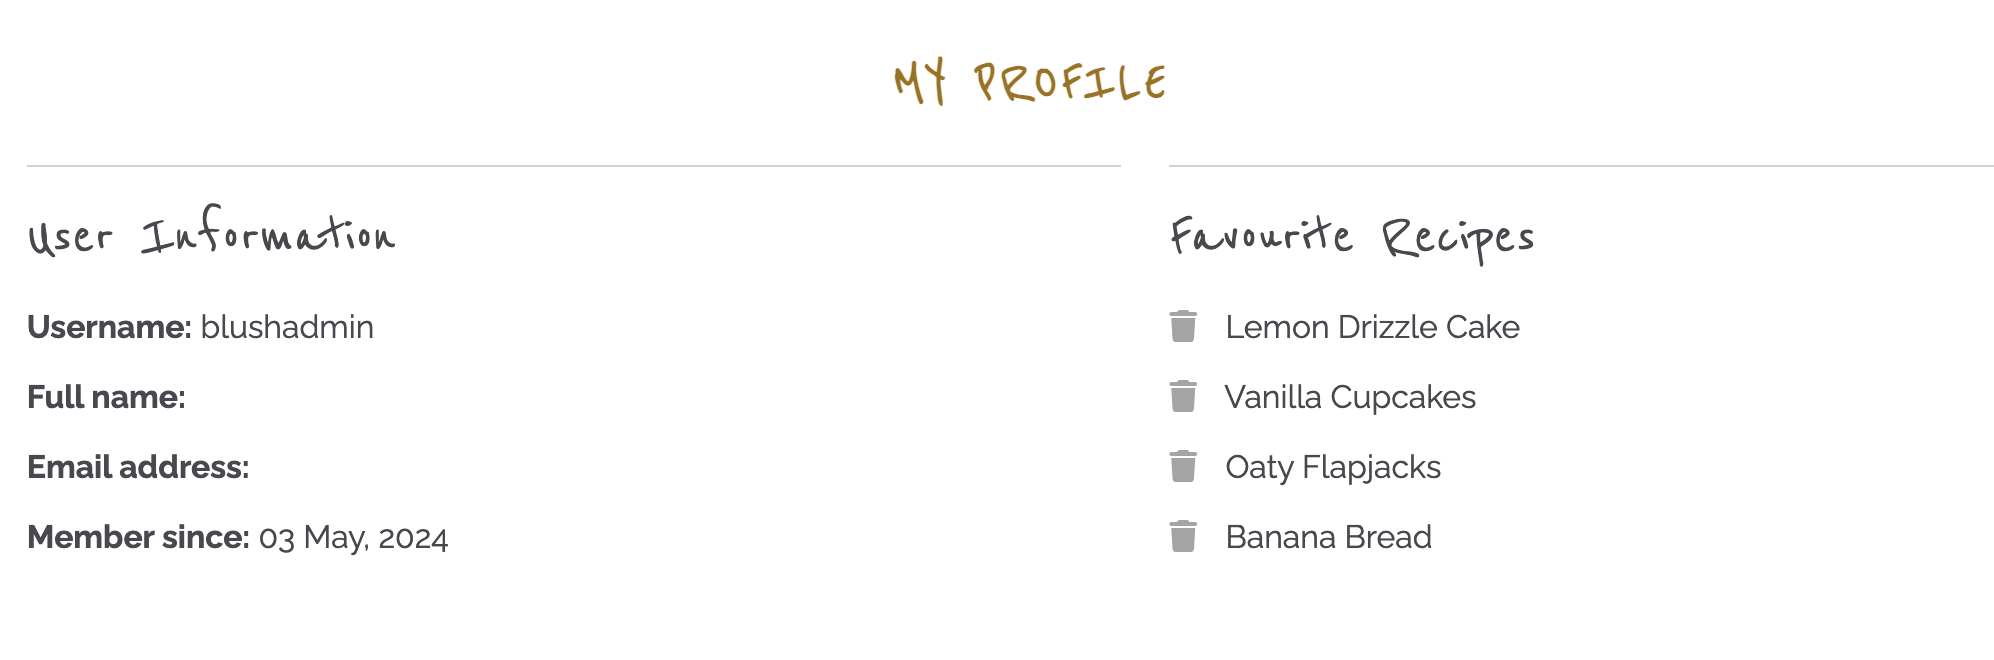 MY PROFILE
User Information
Username: blushadmin
Full name:
Email address:
Member since: 03 May, 2024
Favourite Recipes
Lemon Drizzle Cake
Vanilla Cupcakes
Oaty Flapjacks
Banana Bread